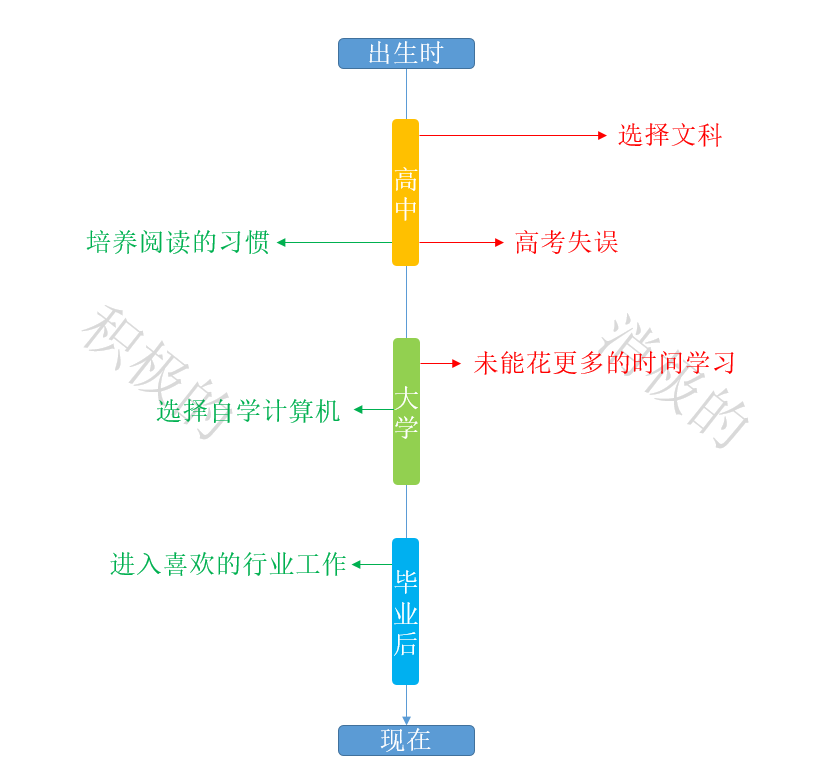 出生时
选择文科
高中
培养阅读的习惯
高考失误
积极的
消极的
未能花更多的时间学习
大学
选择自学计算机
进入喜欢的行业工作
毕业后
现在